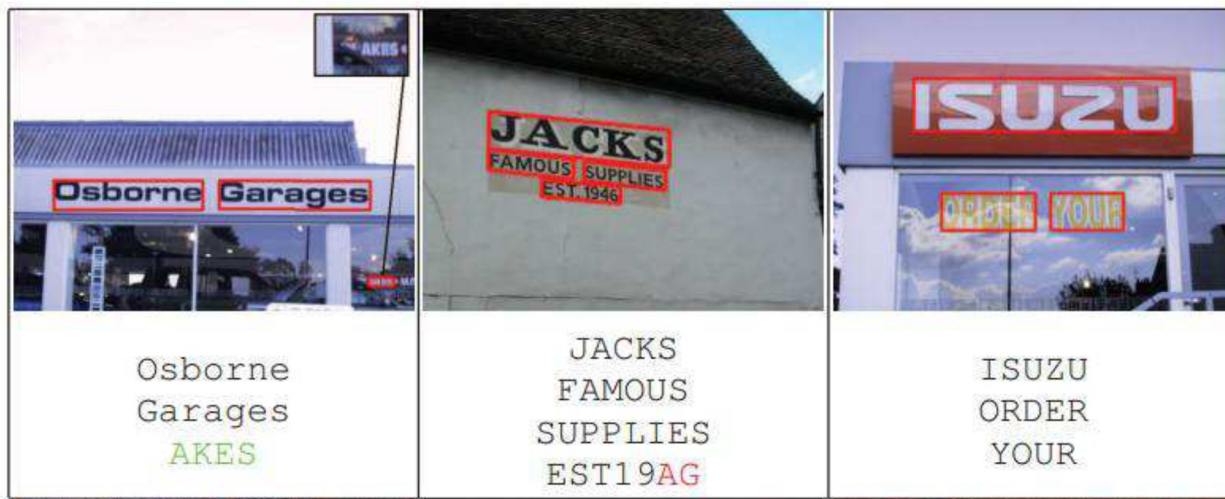 AKES
Osborne Garages
JACKS
FAMOUS SUPPLIES
EST. 1946
ISUZU
ORDER YOUR
Osborne
Garages
AKES
JACKS
FAMOUS
SUPPLIES
EST19AG
ISUZU
ORDER
YOUR